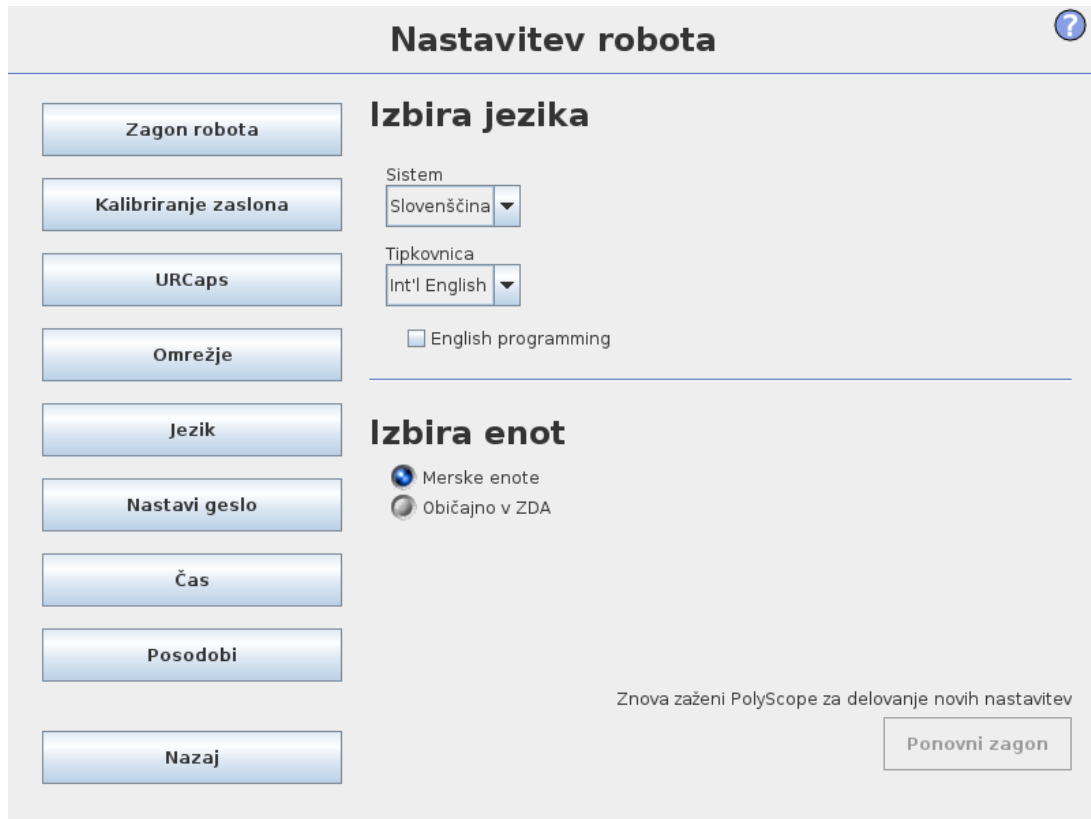 Nastavitev robota
?
Zagon robota
Kalibriranje zaslona
URCaps
Omrežje
Jezik
Nastavi geslo
Čas
Posodobi
Nazaj
Izbira jezika
Sistem
Slovenščina
Tipkovnica
Int'l English
English programming
Izbira enot
Merske enote
Običajno v ZDA
Znova zaženi PolyScope za delovanje novih nastavitev
Ponovni zagon